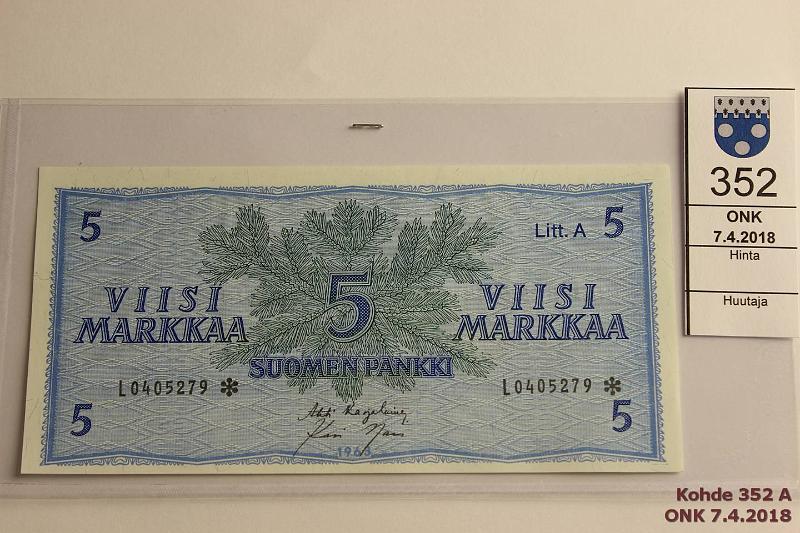 5
Litt. A 5
5
VIISI MARKKAA
VIISI MARKKAA
SUOMEN PANKKI
L0405279 *
L0405279 *
5
5
1963
352
ONK
7.4.2018
Hinta
Huutaja
Kohde 352 A
ONK 7.4.2018